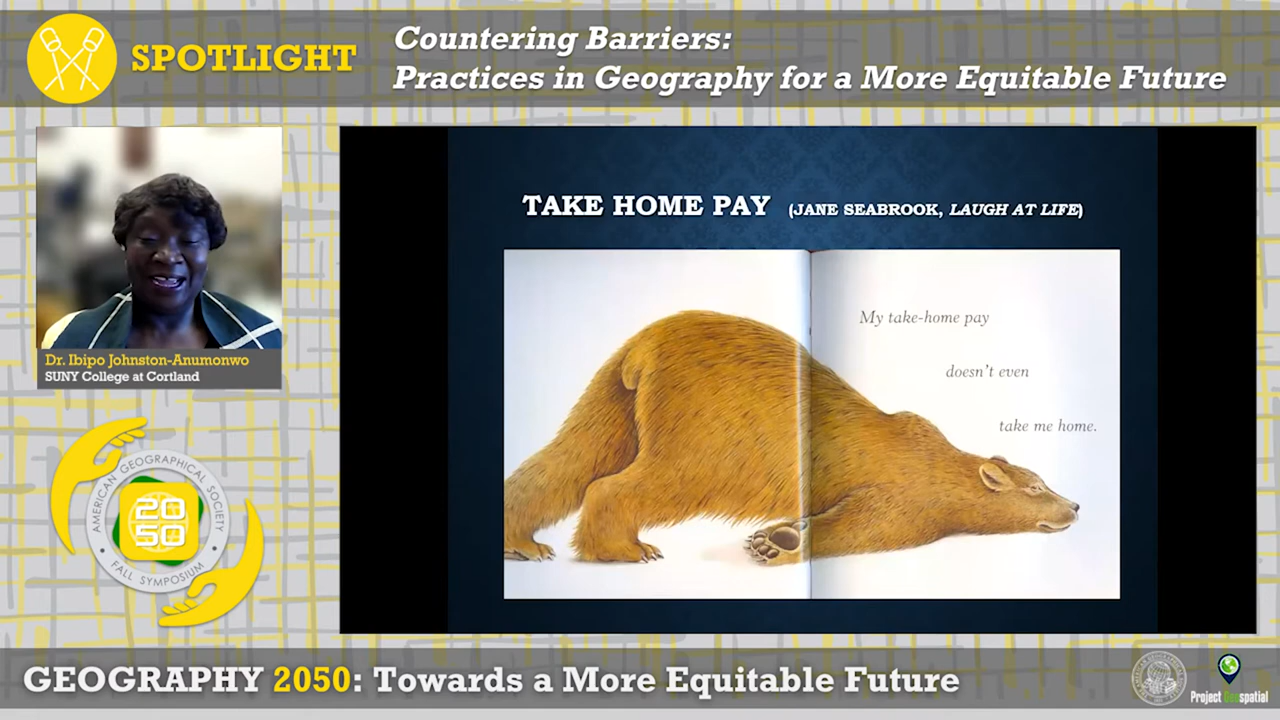 SPOTLIGHT
Countering Barriers:
Practices in Geography for a More Equitable Future
TAKE HOME PAY (JANE SEABROOK, LAUGH AT LIFE)
My take-home pay
doesn't even
take me home.
Dr. Ibipo Johnston-Anumonwo
SUNY College at Cortland
AMERICAN GEOGRAPHICAL SOCIETY
20
50
FALL SYMPOSIUM
GEOGRAPHY 2050: Towards a More Equitable Future
Project Geospatial